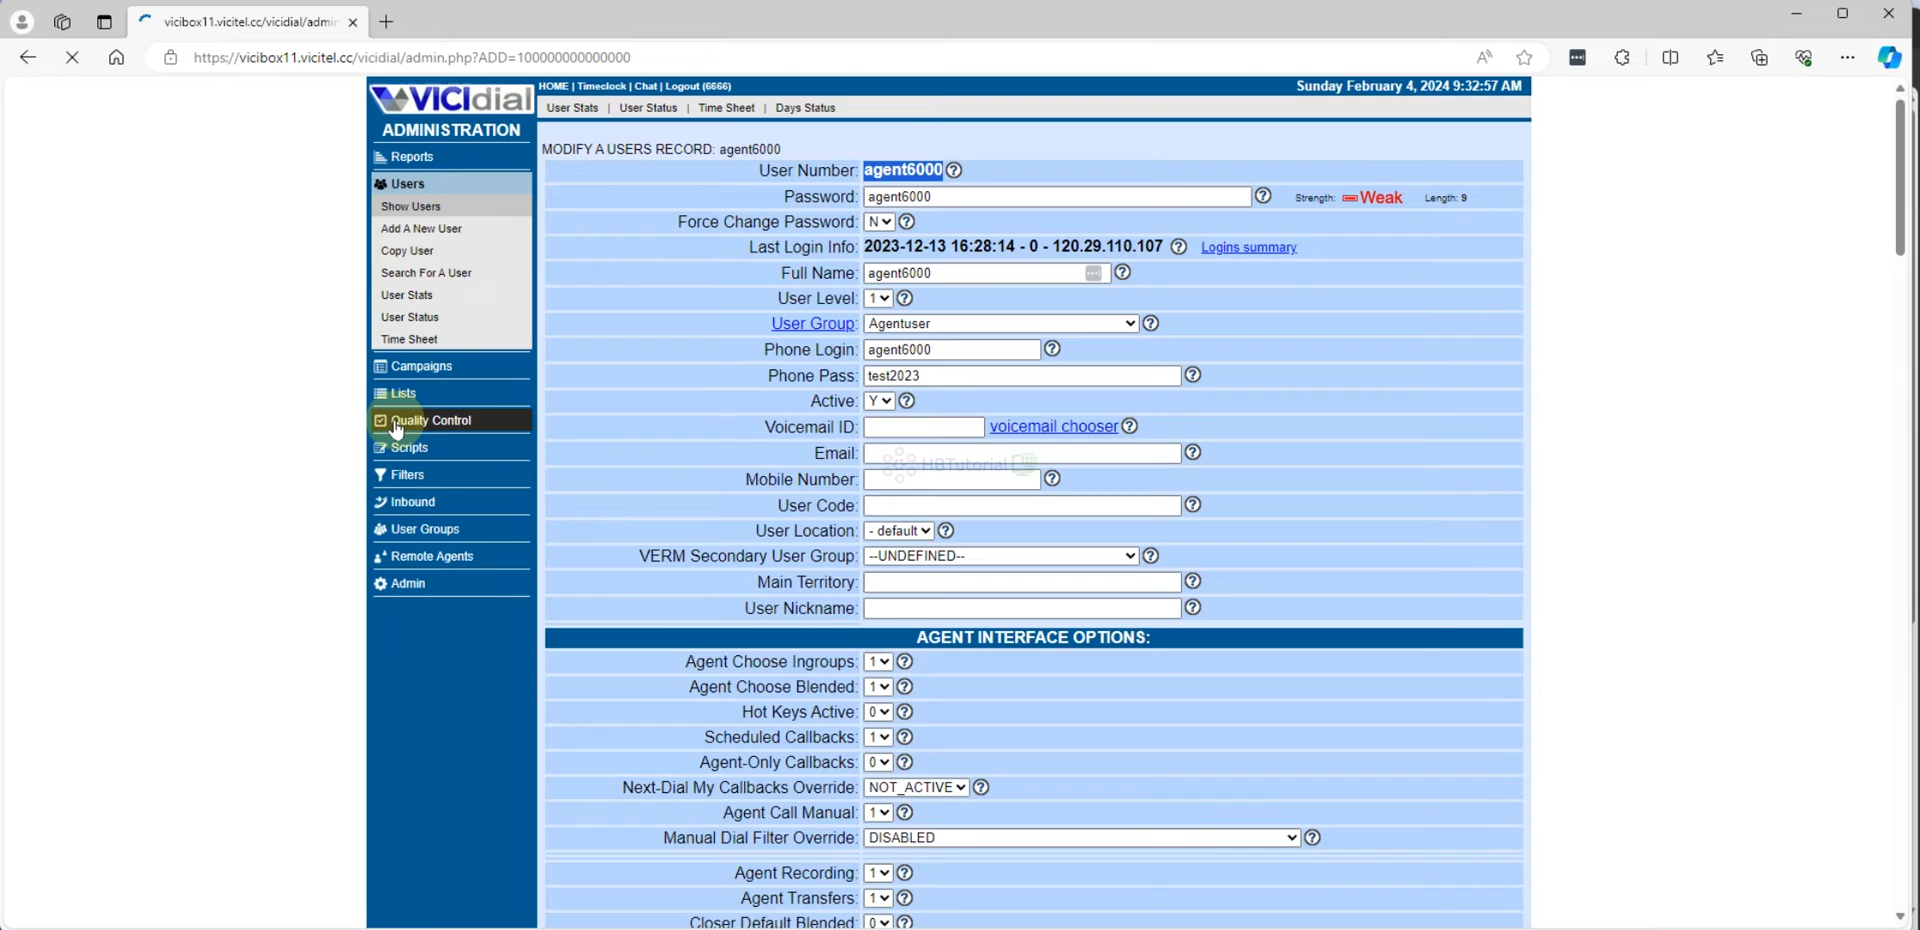 vicibox11.vicitel.cc/vicidial/admi
https://vicibox11.vicitel.cc/vicidial/admin.php?ADD=100000000000000
VICIdial
HOME | Timeclock | Chat | Logout (6666)
Sunday February 4, 2024 9:32:57 AM
User Stats | User Status | Time Sheet | Days Status
ADMINISTRATION
Reports
Users
Show Users
Add A New User
Copy User
Search For A User
User Stats
User Status
Time Sheet
Campaigns
Lists
Quality Control
Scripts
Filters
Inbound
User Groups
Remote Agents
Admin
MODIFY A USERS RECORD: agent6000
User Number: agent6000
Password: agent6000 Strength: Weak Length: 9
Force Change Password: N
Last Login Info: 2023-12-13 16:28:14 - 0 - 120.29.110.107 Logins summary
Full Name: agent6000
User Level: 1
User Group: Agentuser
Phone Login: agent6000
Phone Pass: test2023
Active: Y
Voicemail ID: voicemail chooser
Email:
HBTutorial
Mobile Number:
User Code:
User Location: - default
VERM Secondary User Group: --UNDEFINED--
Main Territory:
User Nickname:
AGENT INTERFACE OPTIONS:
Agent Choose Ingroups: 1
Agent Choose Blended: 1
Hot Keys Active: 0
Scheduled Callbacks: 1
Agent-Only Callbacks: 0
Next-Dial My Callbacks Override: NOT_ACTIVE
Agent Call Manual: 1
Manual Dial Filter Override: DISABLED
Agent Recording: 1
Agent Transfers: 1
Closer Default Blended: 0